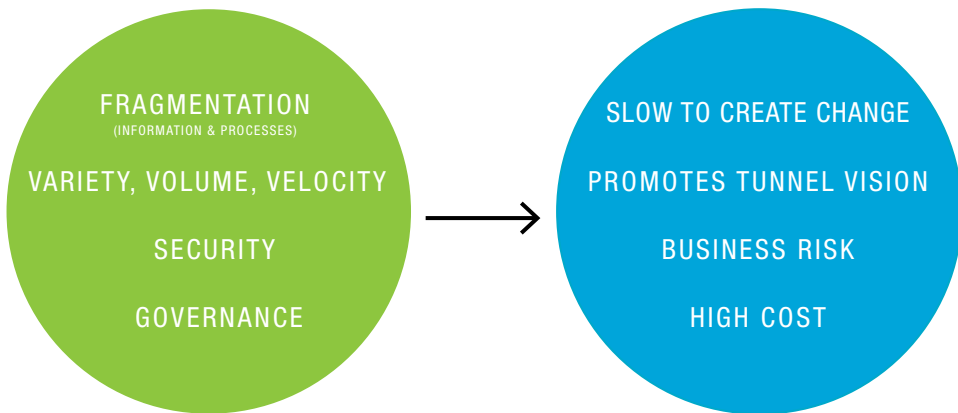 FRAGMENTATION
(INFORMATION & PROCESSES)
VARIETY, VOLUME, VELOCITY
SECURITY
GOVERNANCE
SLOW TO CREATE CHANGE
PROMOTES TUNNEL VISION
BUSINESS RISK
HIGH COST